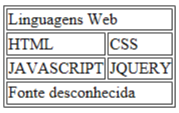 Linguagens Web
HTML CSS
JAVASCRIPT JQUERY
Fonte desconhecida